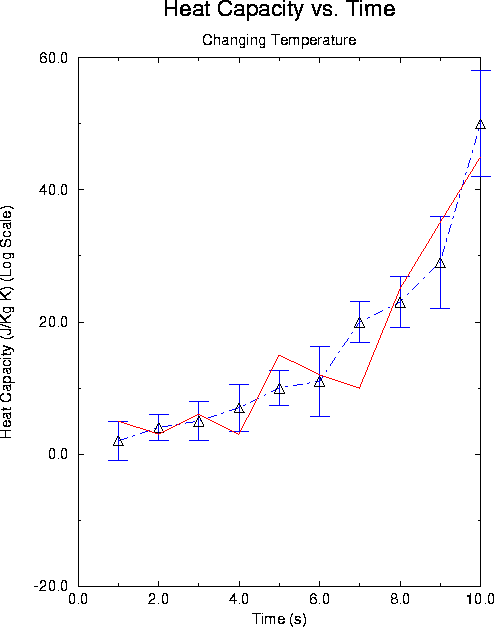 Heat Capacity vs. Time
Changing Temperature
60.0
40.0
20.0
0.0
-20.0
Heat Capacity (J/Kg K) (Log Scale)
0.0 2.0 4.0 6.0 8.0 10.0
Time (s)